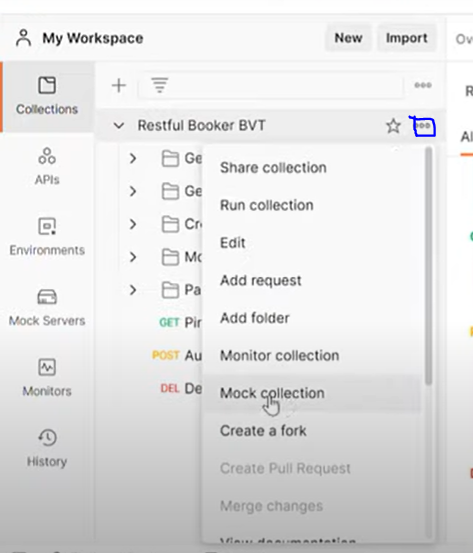 My Workspace
New
Import
Ov
Collections
Restful Booker BVT
R
Al
APIs
Environments
Mock Servers
Monitors
History
Ge
Ge
Cr
Mo
Pa
GET Pin
POST Au
DEL De
Share collection
Run collection
Edit
Add request
Add folder
Monitor collection
Mock collection
Create a fork
Create Pull Request
Merge changes
View documentation